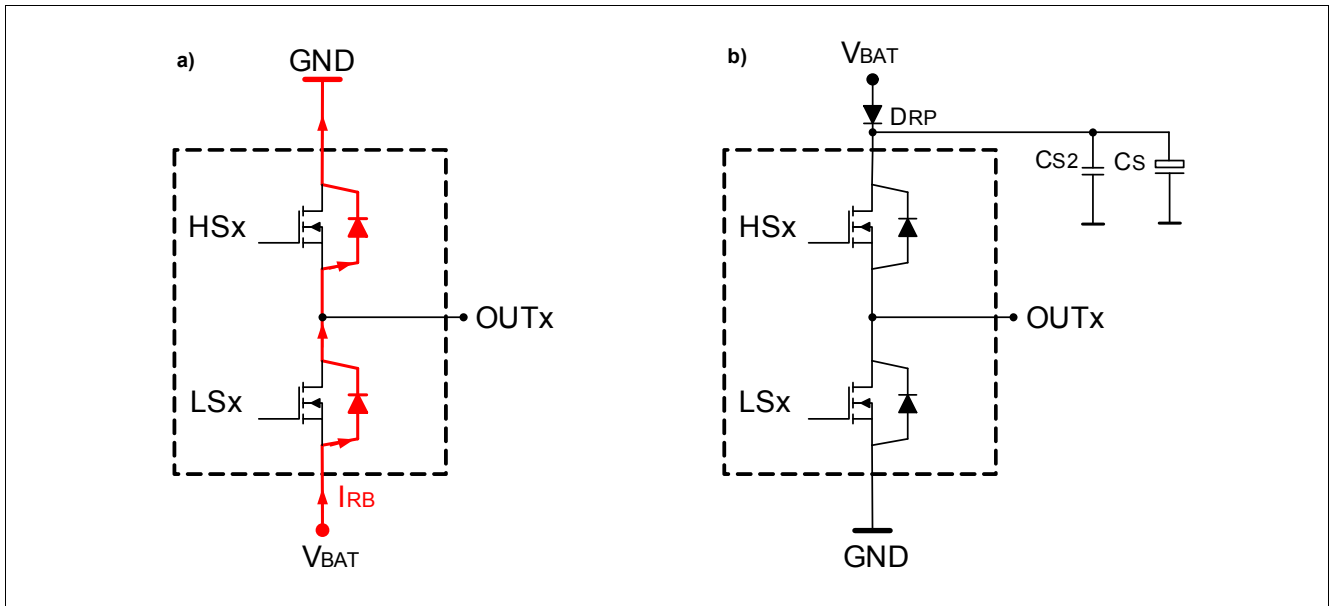 a)
GND
HSx
OUTx
LSx
IRB
VBAT
b)
VBAT
DRP
CS2
CS
HSx
OUTx
LSx
GND